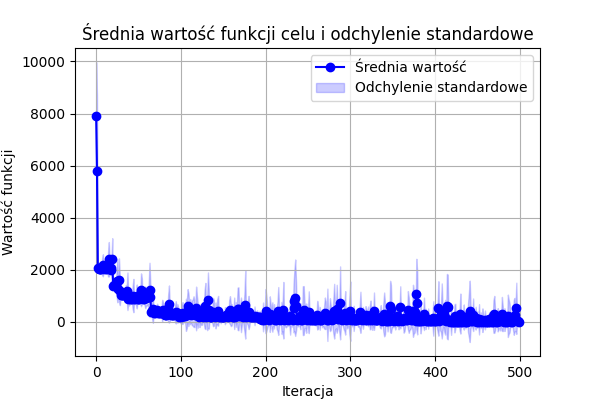 Średnia wartość funkcji celu i odchylenie standardowe
Średnia wartość
Odchylenie standardowe
Wartość funkcji
10000
8000
6000
4000
2000
0
0
100
200
300
400
500
Iteracja